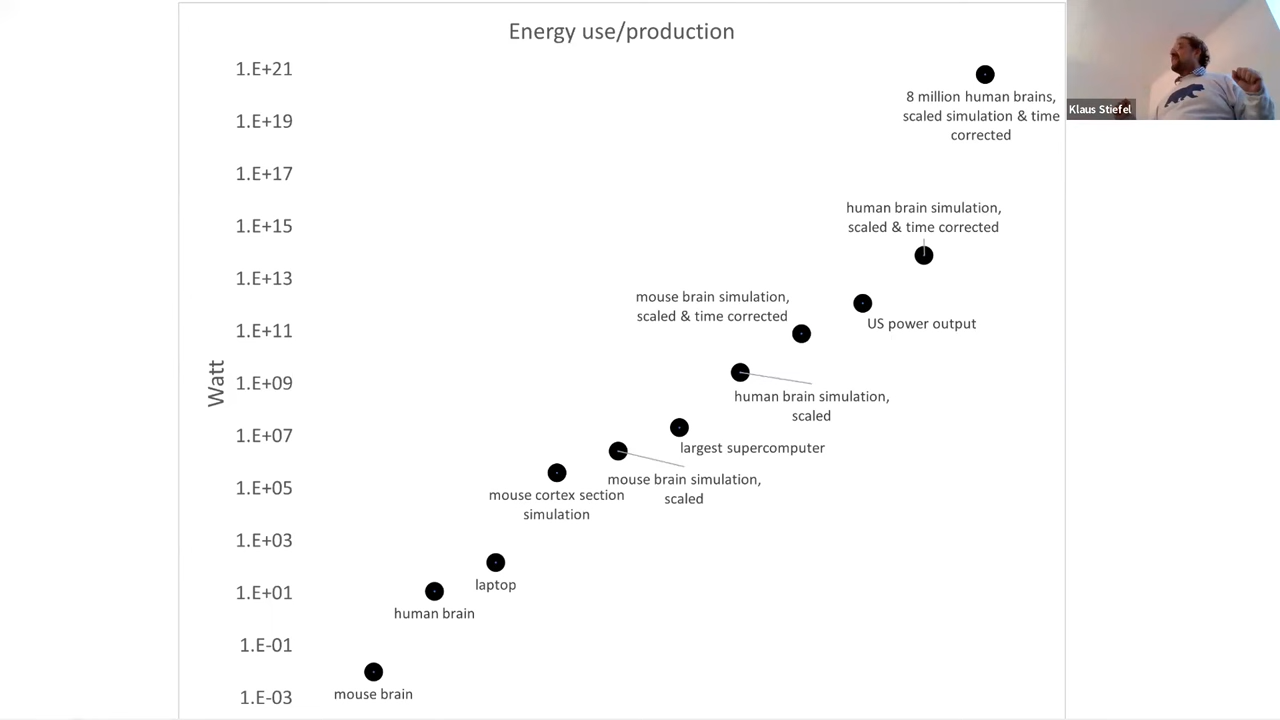 Energy use/production
1.E+21
8 million human brains,
scaled simulation & time
corrected
Klaus Stiefel
1.E+19
1.E+17
human brain simulation,
scaled & time corrected
1.E+15
1.E+13
mouse brain simulation,
scaled & time corrected
US power output
1.E+11
Watt
1.E+09
human brain simulation,
scaled
1.E+07
largest supercomputer
mouse brain simulation,
scaled
1.E+05
mouse cortex section
simulation
1.E+03
laptop
1.E+01
human brain
1.E-01
1.E-03
mouse brain